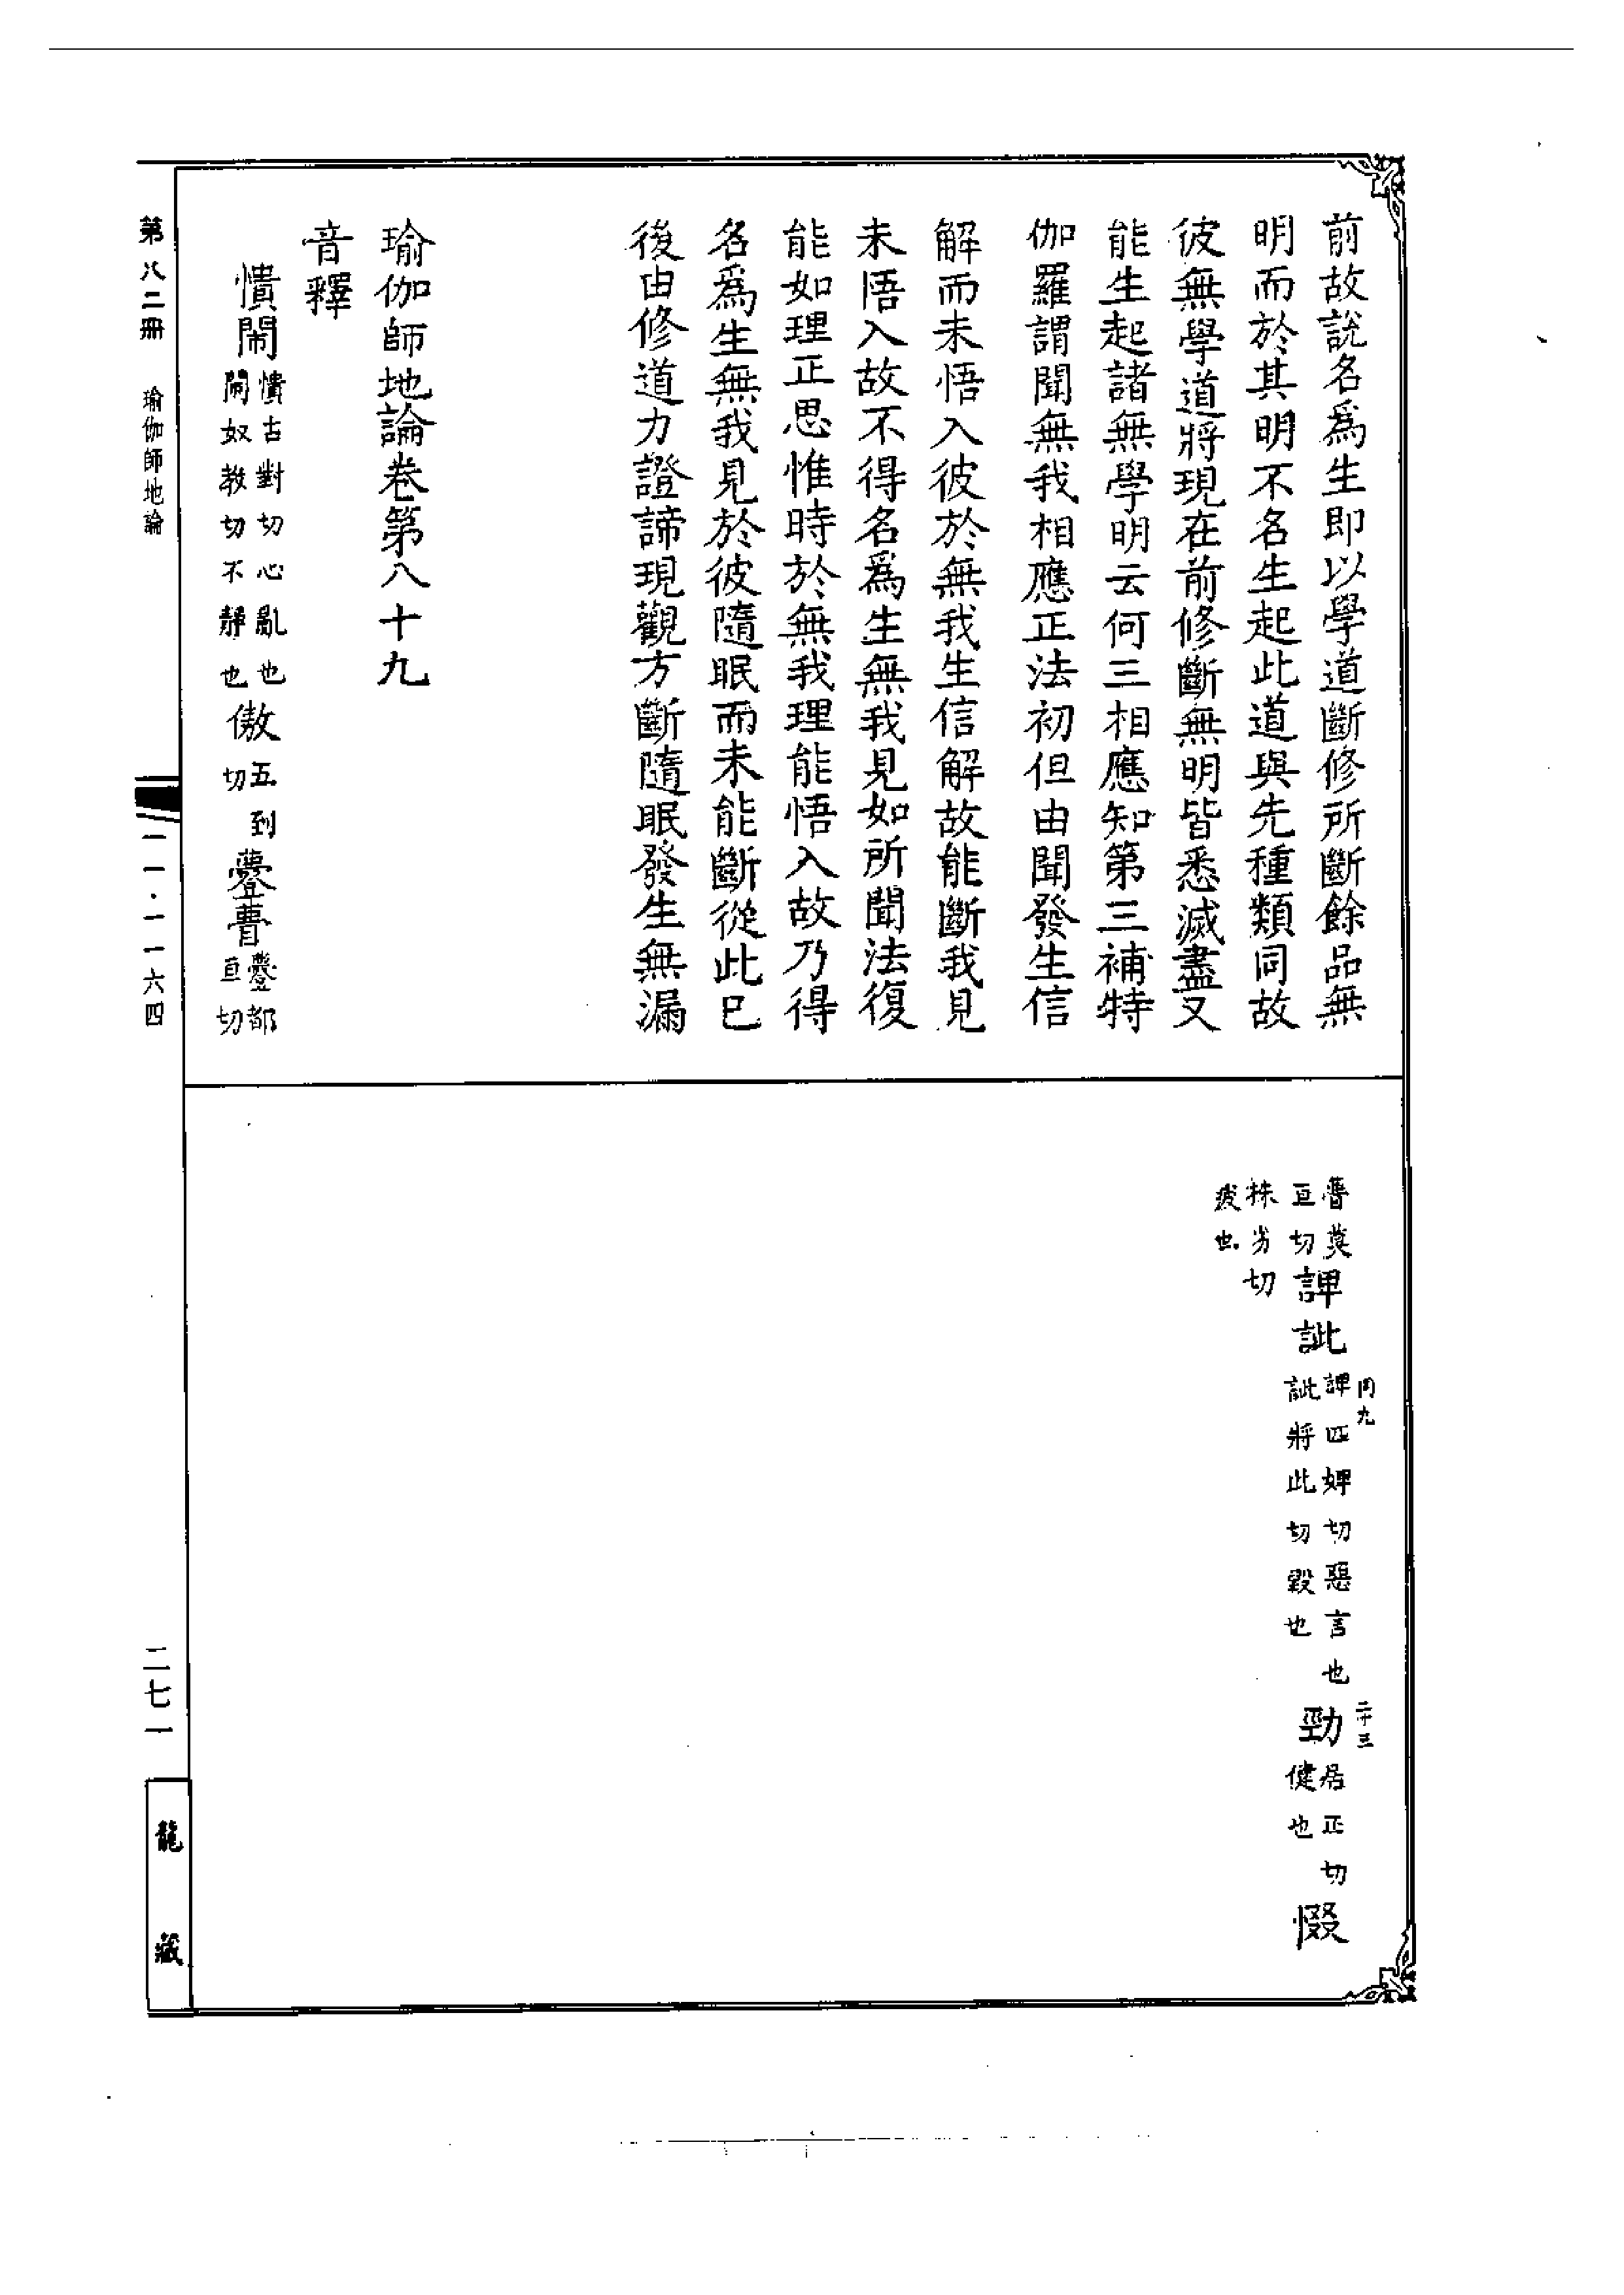 前故說名爲生即以學道斷修所斷餘品無
明而於其明不名生起此道與先種類同故
彼無學道將現在前修斷無明皆悉滅盡又
能生起諸無學明云何三相應知第三補特
伽羅謂聞無我相應正法初但由聞發生信
解而未悟入彼於無我生信解故能斷我見
未悟入故不得名爲生無我見如所聞法復
能如理正思惟時於無我理能悟入故乃得
名爲生無我見於彼隨眠而未能斷從此已
後由修道力證諦現觀方斷隨眠發生無漏
瑜伽師地論卷第八十九
音釋
憒閙
憒古對切心亂也
閙奴教切不靜也
傲
五到
切
䒏瞢
䒏都
亘切
瞢莫
亘切
諀訿
諀匹婢切惡言也
訿將此切毀也
勁
居正切
健也
惙
株劣切
疲也
同九
二十三
第八二冊 瑜伽師地論
一一·一一六四
二七一
龍藏